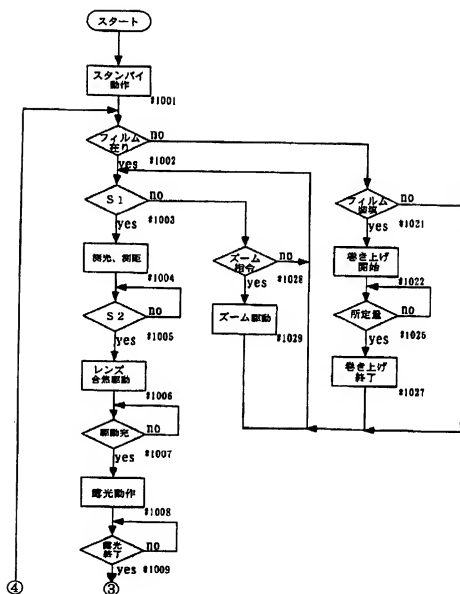 スタート
スタンバイ
動作
#1001
フィルム
在り
no
yes
#1002
S1
no
yes
#1003
測光、測距
#1004
S2
no
yes
#1005
レンズ
合焦駆動
#1006
駆動完
no
yes
#1007
露光動作
#1008
露光
終了
no
yes
#1009
④
③
ズーム
指令
no
yes
#1028
ズーム駆動
#1029
フィルム
装填
no
yes
#1021
巻き上げ
開始
#1022
所定量
no
yes
#1025
巻き上げ
終了
#1027